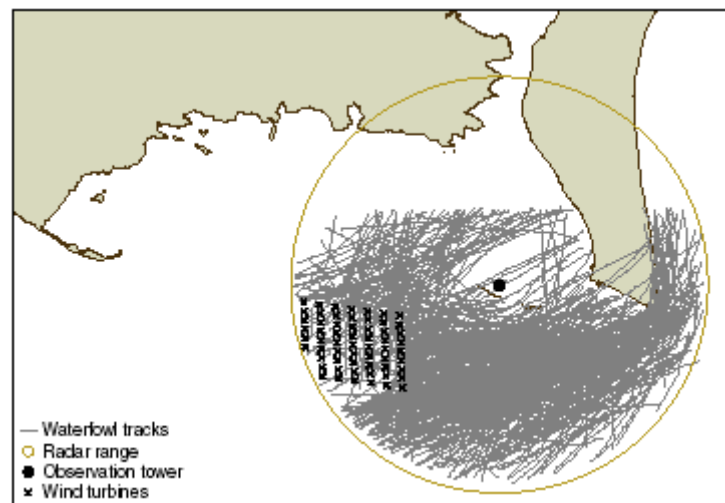 Waterfowl tracks
Radar range
Observation tower
Wind turbines